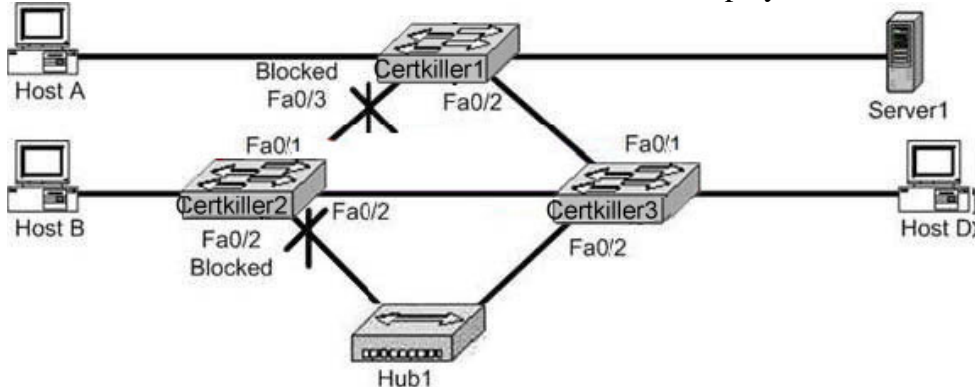 Host A
Blocked
Fa0/3
Certkiller1
Fa0/2
Server1
Fa0/1
Fa0/1
Host B
Certkiller2
Fa0/2
Certkiller3
Host D
Fa0/2
Blocked
Fa0/2
Hub1